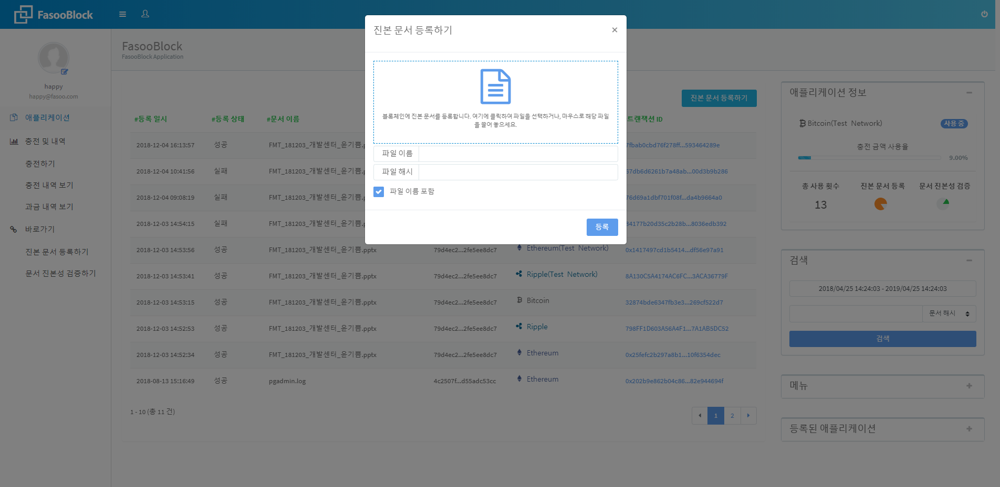 FasooBlock
happy
happy@fasoo.com
애플리케이션
충전 및 내역
충전하기
충전 내역 보기
과금 내역 보기
바로가기
진본 문서 등록하기
문서 진본성 검증하기
FasooBlock
FasooBlock Application
진본 문서 등록하기
×
블록체인에 진본 문서를 등록합니다. 여기에 클릭하여 파일을 선택하거나, 마우스로 해당 파일
을 끌어 놓으세요.
파일 이름
파일 해시
파일 이름 포함
등록
진본 문서 등록하기
#등록 일시 #등록 상태 #문서 이름 트랜잭션 ID
2018-12-04 16:13:57 성공 FMT_181203_개발센터_윤기쁨.p 7fbab0cbd76f278ff...593464289e
2018-12-04 10:41:56 실패 FMT_181203_개발센터_윤기쁨.p 67db6d6261b7a48ab...00d3b9b286
2018-12-04 09:08:19 실패 FMT_181203_개발센터_윤기쁨.p 76d69a1dbf701f08f...da4b9664a0
2018-12-03 14:54:15 실패 FMT_181203_개발센터_윤기쁨.p 34177b20d35c2b28b...8036edb392
2018-12-03 14:53:56 성공 FMT_181203_개발센터_윤기쁨.pptx 79d4ec2...2fe5ee8dc7 Ethereum(Test Network) 0x1417497cd1b5414...df56e97a91
2018-12-03 14:53:41 성공 FMT_181203_개발센터_윤기쁨.pptx 79d4ec2...2fe5ee8dc7 Ripple(Test Network) 8A130C5A4174AC6FC...3ACA36779F
2018-12-03 14:53:15 성공 FMT_181203_개발센터_윤기쁨.pptx 79d4ec2...2fe5ee8dc7 Bitcoin 32874bde6347fb3e3...269cf522d7
2018-12-03 14:52:53 성공 FMT_181203_개발센터_윤기쁨.pptx 79d4ec2...2fe5ee8dc7 Ripple 798FF1D603A56A4F1...7A1AB5DC52
2018-12-03 14:52:34 성공 FMT_181203_개발센터_윤기쁨.pptx 79d4ec2...2fe5ee8dc7 Ethereum 0x25fefc2b297a8b1...10f6354dec
2018-08-13 15:16:49 성공 pgadmin.log 4c2507f...d55adc53cc Ethereum 0x202b9e862b04c86...82e944694f
1 - 10 (총 11 건)
1 2
애플리케이션 정보
Bitcoin(Test Network) 사용 중
충전 금액 사용율
9.00%
총 사용 횟수 진본 문서 등록 문서 진본성 검증
13
검색
2018/04/25 14:24:03 - 2019/04/25 14:24:03
문서 해시
검색
메뉴
등록된 애플리케이션